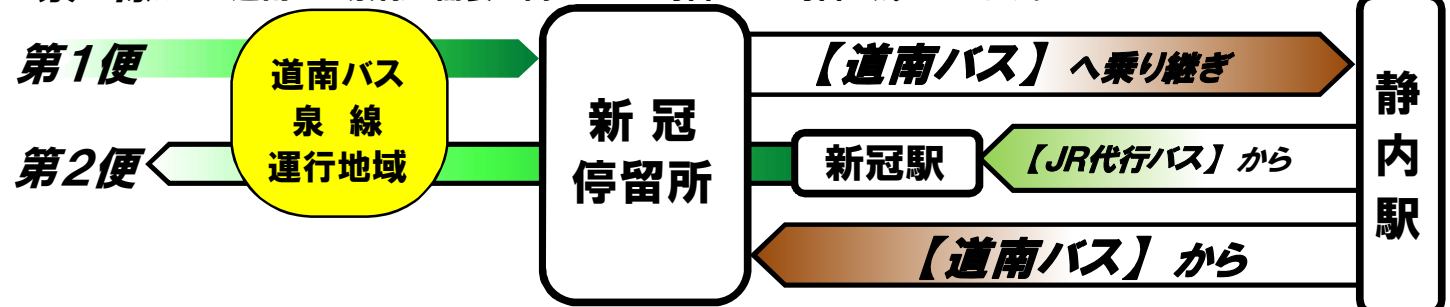 第1便
道南バス
泉 線
運行地域
第2便
新 冠
停留所
【道南バス】へ乗り継ぎ
新冠駅
【JR代行バス】から
【道南バス】から
静内駅